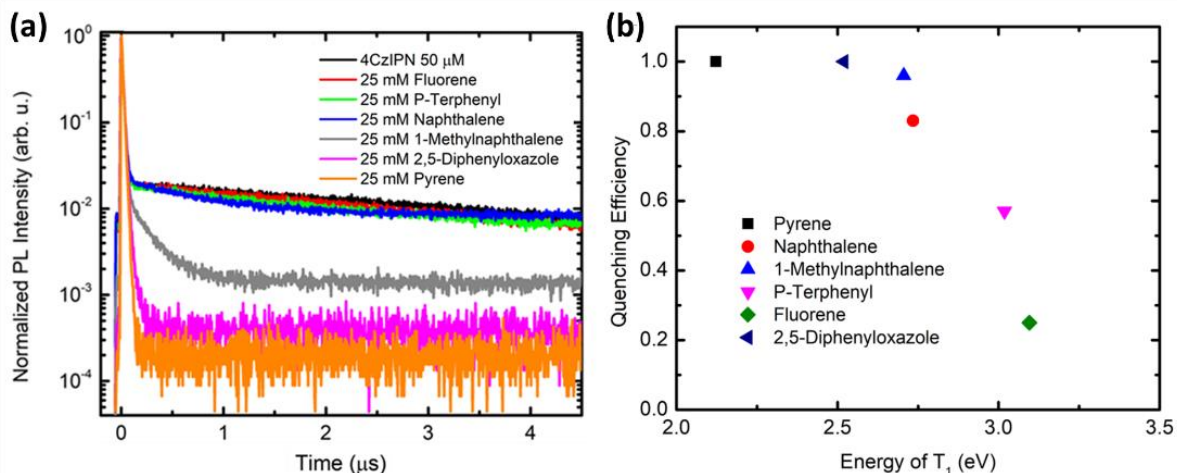 (a)
10⁰
10⁻¹
10⁻²
10⁻³
10⁻⁴
Normalized PL Intensity (arb. u.)
4CzIPN 50 μM
25 mM Fluorene
25 mM P-Terphenyl
25 mM Naphthalene
25 mM 1-Methylnaphthalene
25 mM 2,5-Diphenyloxazole
25 mM Pyrene
0 1 2 3 4
Time (μs)
(b)
1.0
0.8
0.6
0.4
0.2
0.0
Quenching Efficiency
Pyrene
Naphthalene
1-Methylnaphthalene
P-Terphenyl
Fluorene
2,5-Diphenyloxazole
2.0 2.5 3.0 3.5
Energy of T₁ (eV)